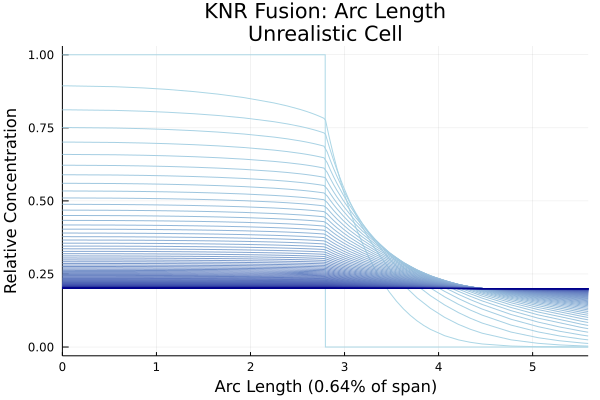 KNR Fusion: Arc Length
Unrealistic Cell
Relative Concentration
1.00
0.75
0.50
0.25
0.00
0 1 2 3 4 5
Arc Length (0.64% of span)